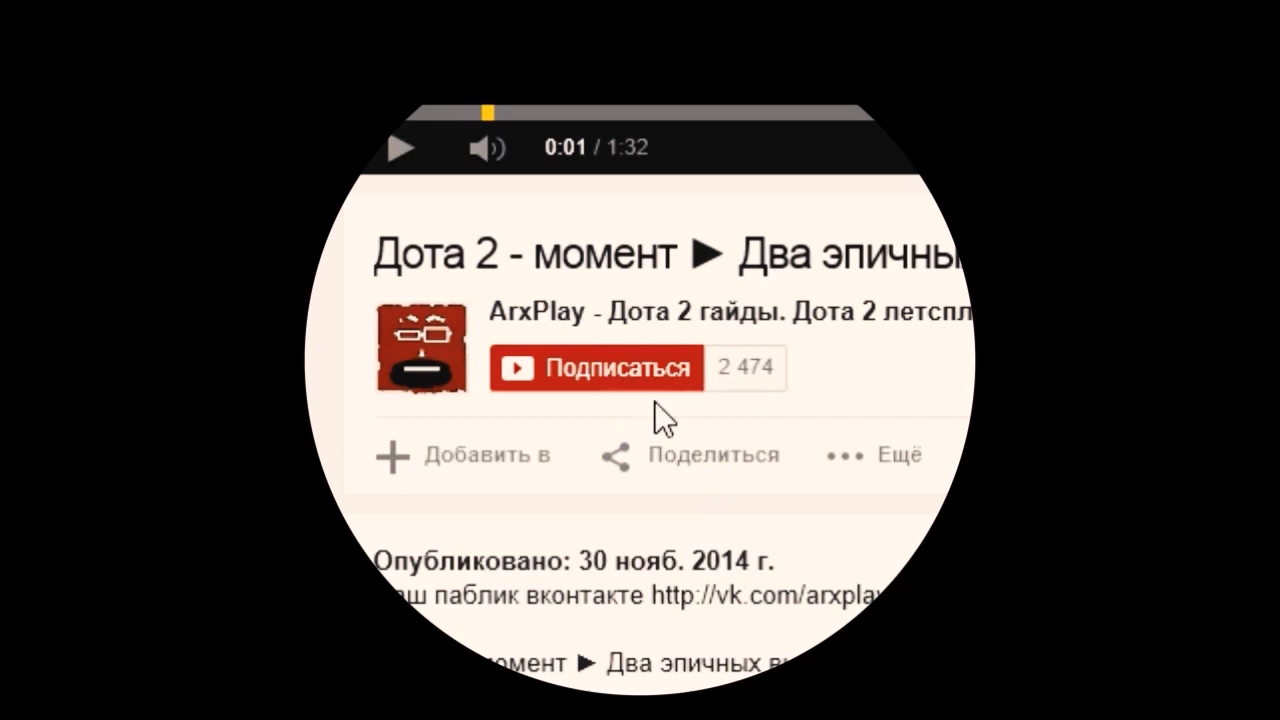 0:01 / 1:32
Дота 2 - момент ► Два эпичны
ArxPlay - Дота 2 гайды. Дота 2 летспл
Подписаться 2 474
Добавить в Поделиться Ещё
Опубликовано: 30 нояб. 2014 г.
паблик вконтакте http://vk.com/arxpla
► Два эпичных